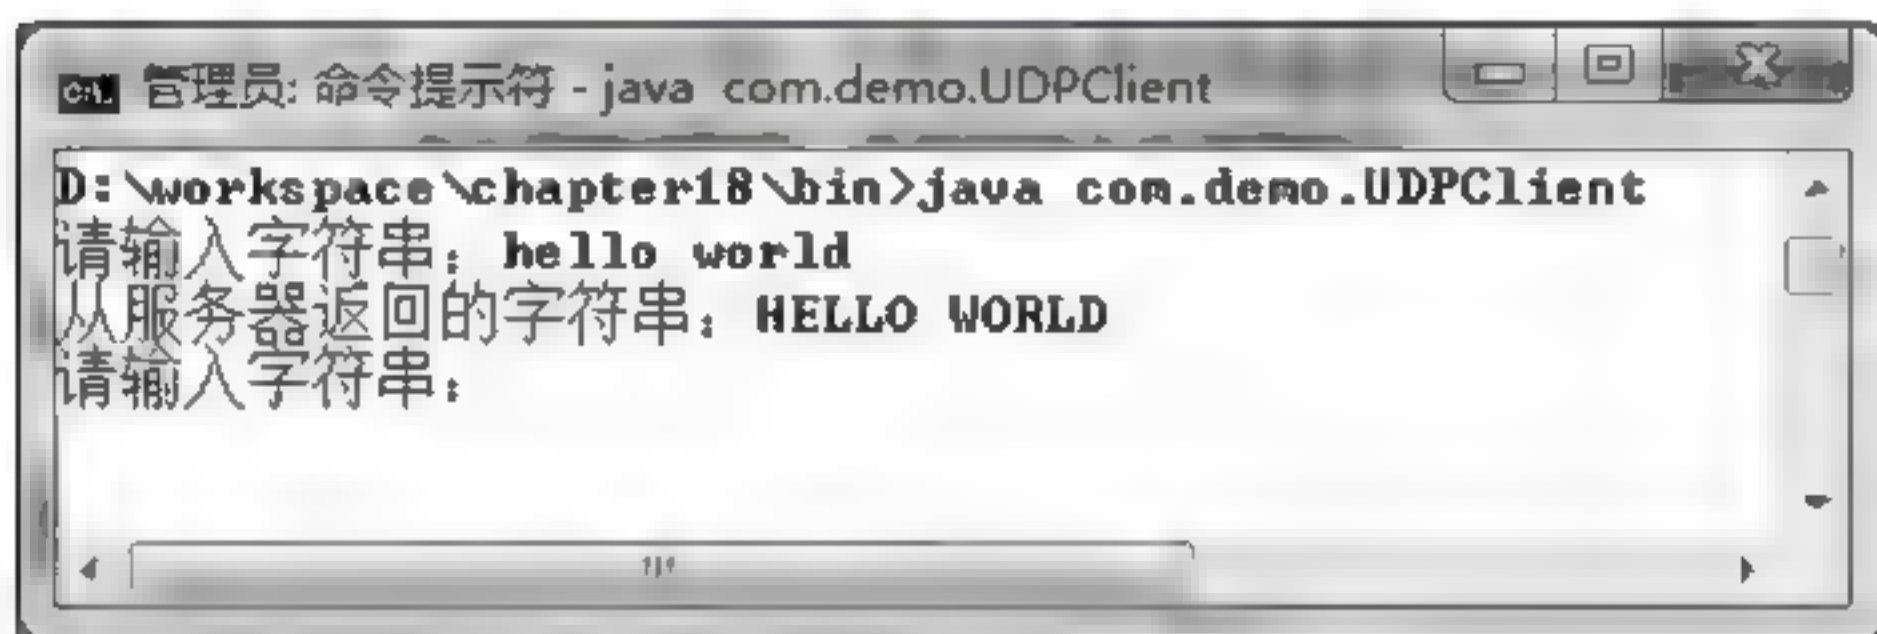 管理员: 命令提示符 - java com.demo.UDPClient
D:\workspace\chapter18\bin>java com.demo.UDPClient
请输入字符串：hello world
从服务器返回的字符串：HELLO WORLD
请输入字符串：